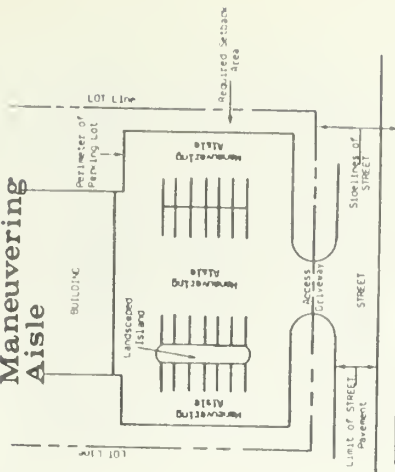 Maneuvering
Aisle
LOT Line
Required Setback
Area
Perimeter of
Parking Lot
BUILDING
Landscaped
Island
Maneuvering
Aisle
Maneuvering
Aisle
Maneuvering
Aisle
LOT Line
Access
Driveway
Sidelines of
STREET
STREET
Limit of STREET
Pavement